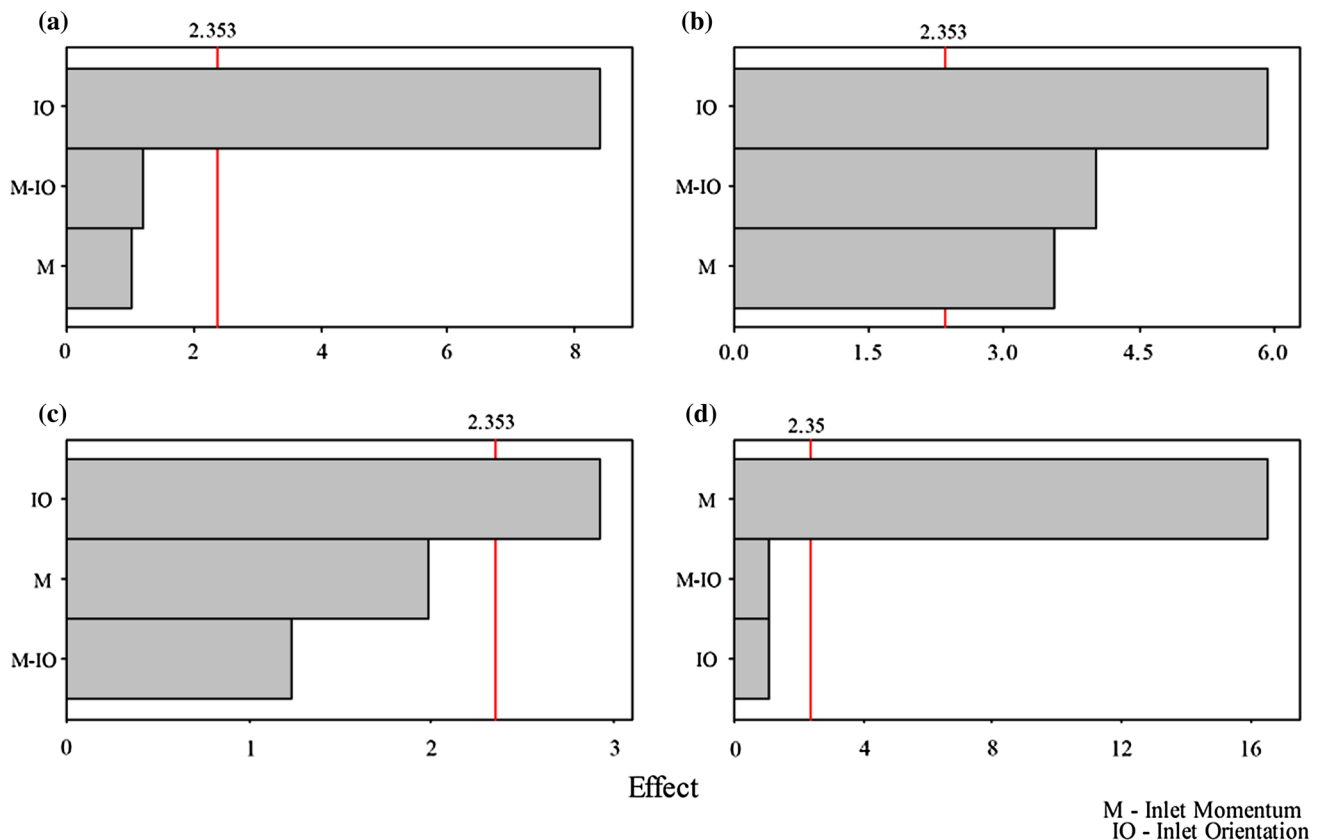 (a)
2.353
IO
M-IO
M
0 2 4 6 8
(b)
2.353
IO
M-IO
M
0.0 1.5 3.0 4.5 6.0
(c)
2.353
IO
M
M-IO
0 1 2 3
(d)
2.35
M
M-IO
IO
0 4 8 12 16
Effect
M - Inlet Momentum
IO - Inlet Orientation